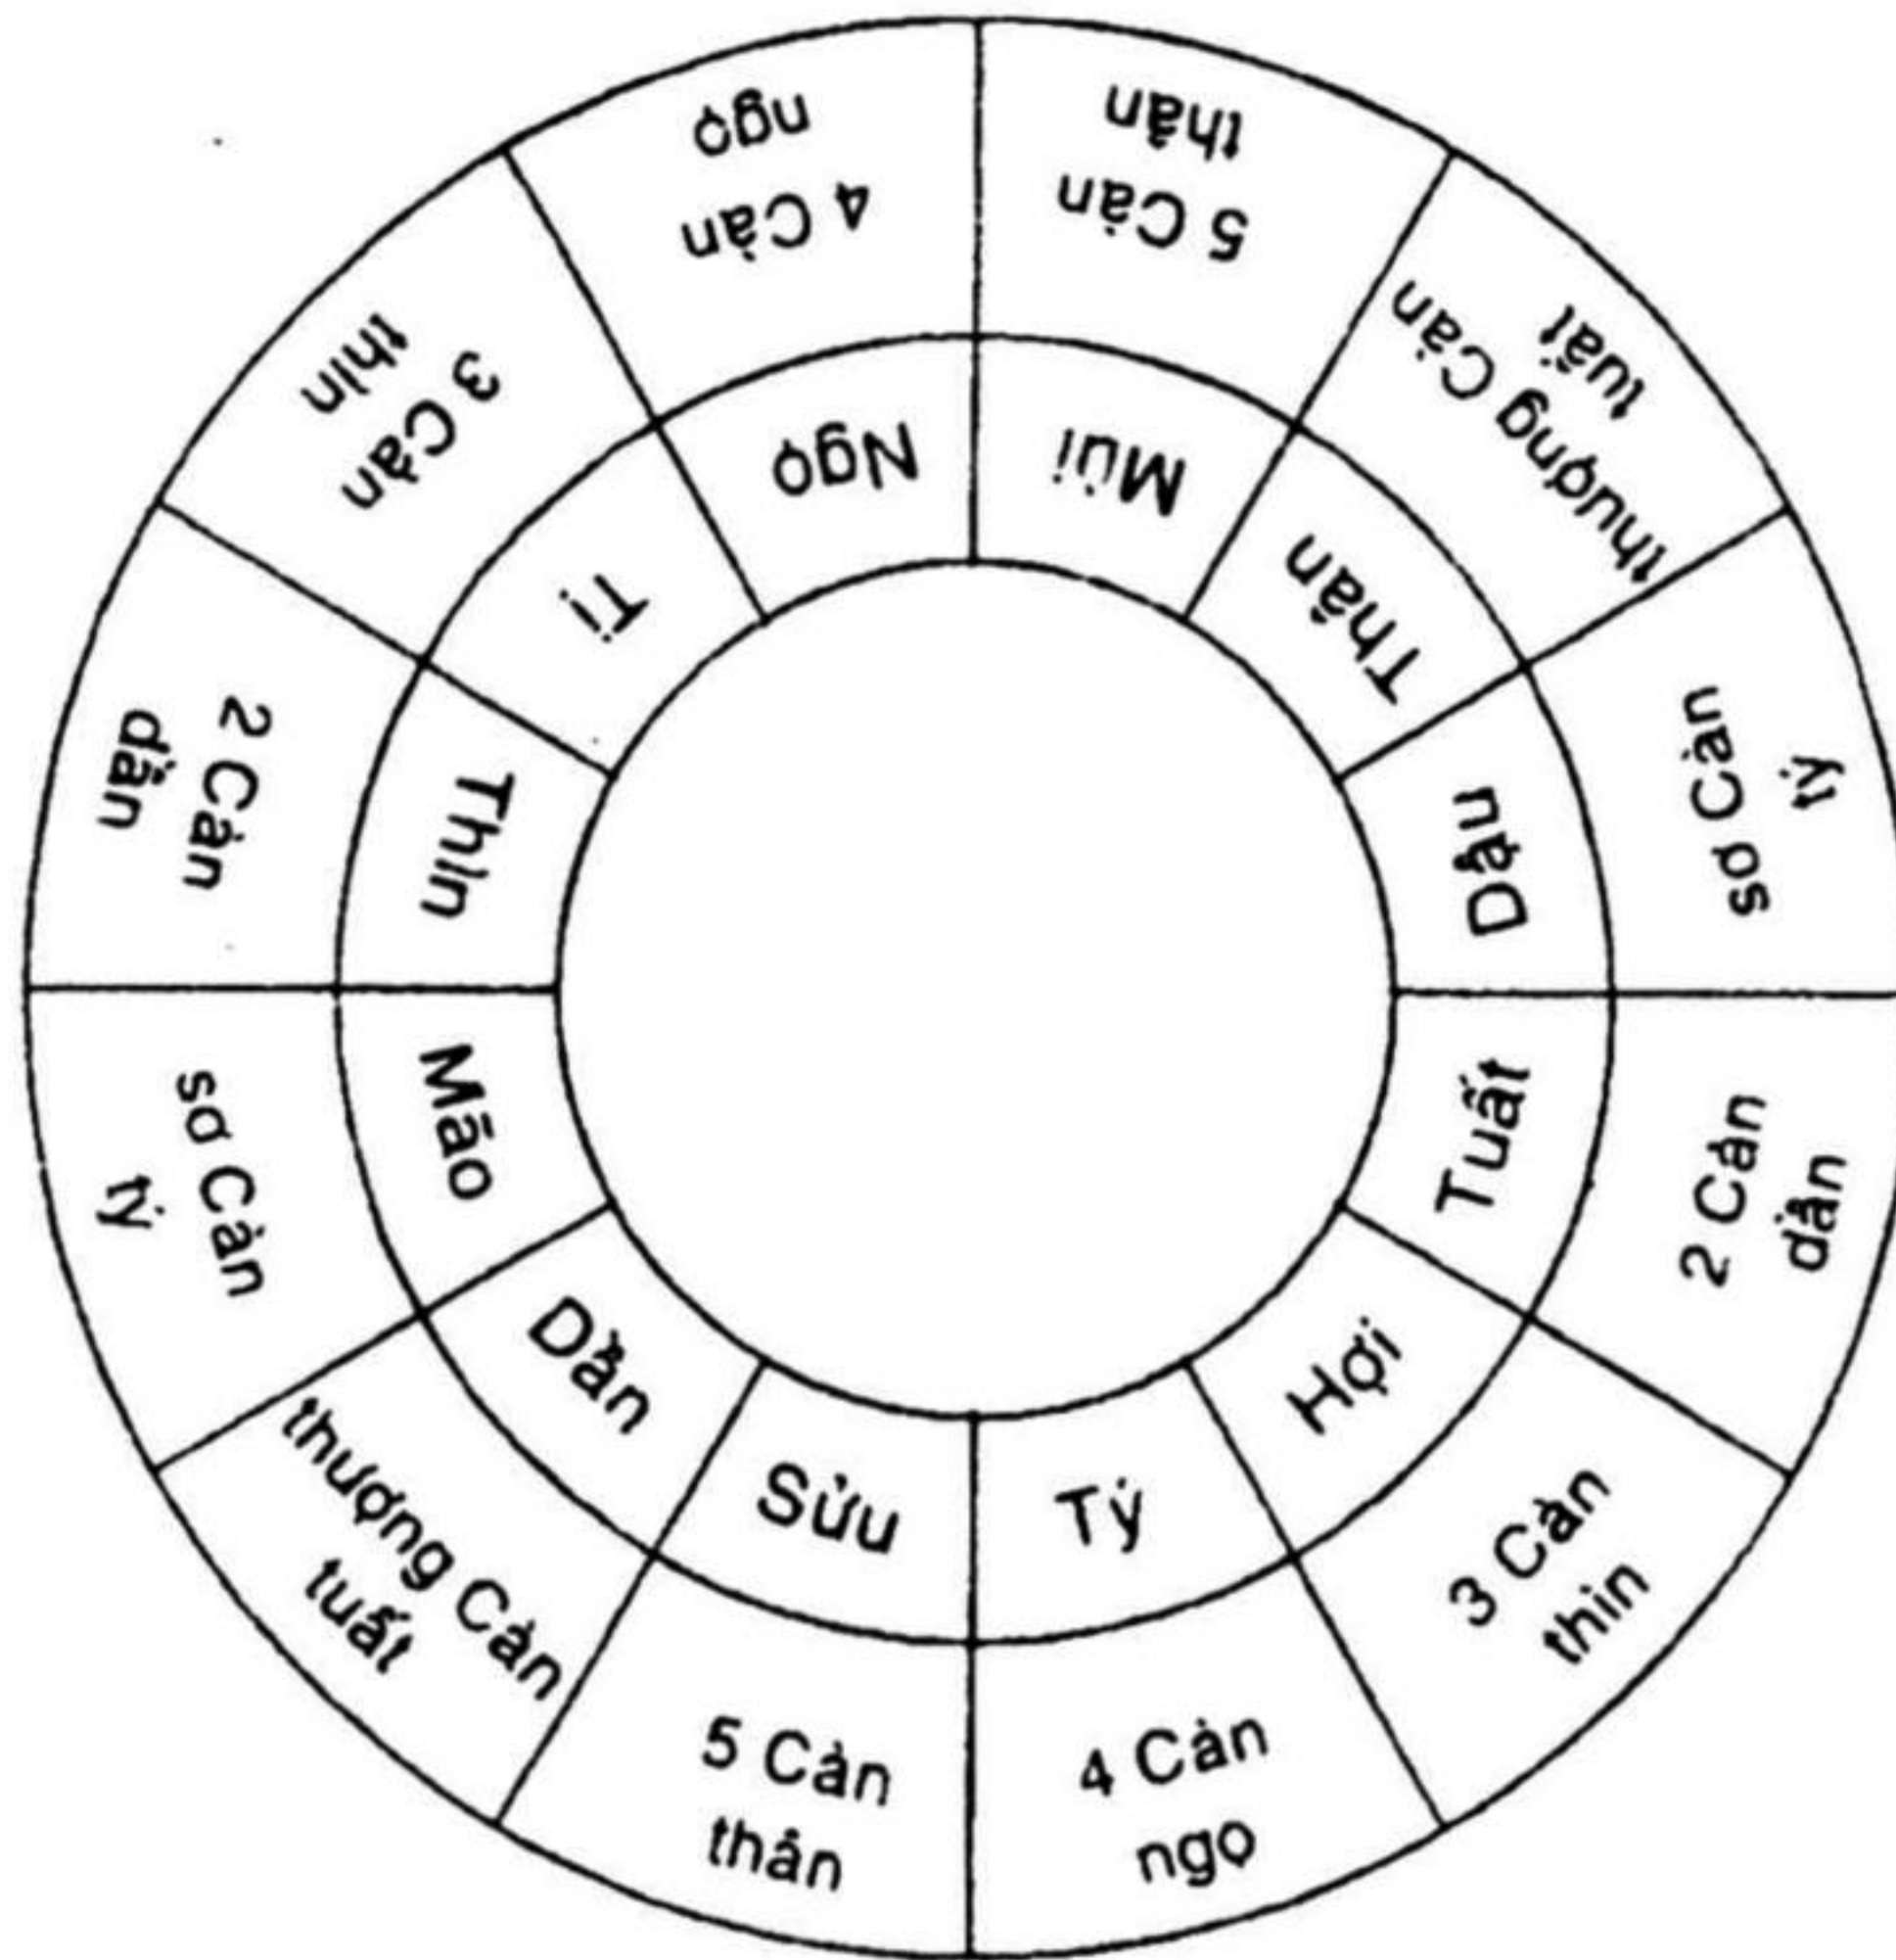 Tý
4 Càn
ngọ
Sửu
5 Càn
thân
Dần
thượng Càn
tuất
Mão
sơ Càn
tý
Thìn
2 Càn
dần
Tị
3 Càn
thìn
Ngọ
4 Càn
ngọ
Mùi
5 Càn
thân
Thân
thượng Càn
tuất
Dậu
sơ Càn
tý
Tuất
2 Càn
dần
Hợi
3 Càn
thìn